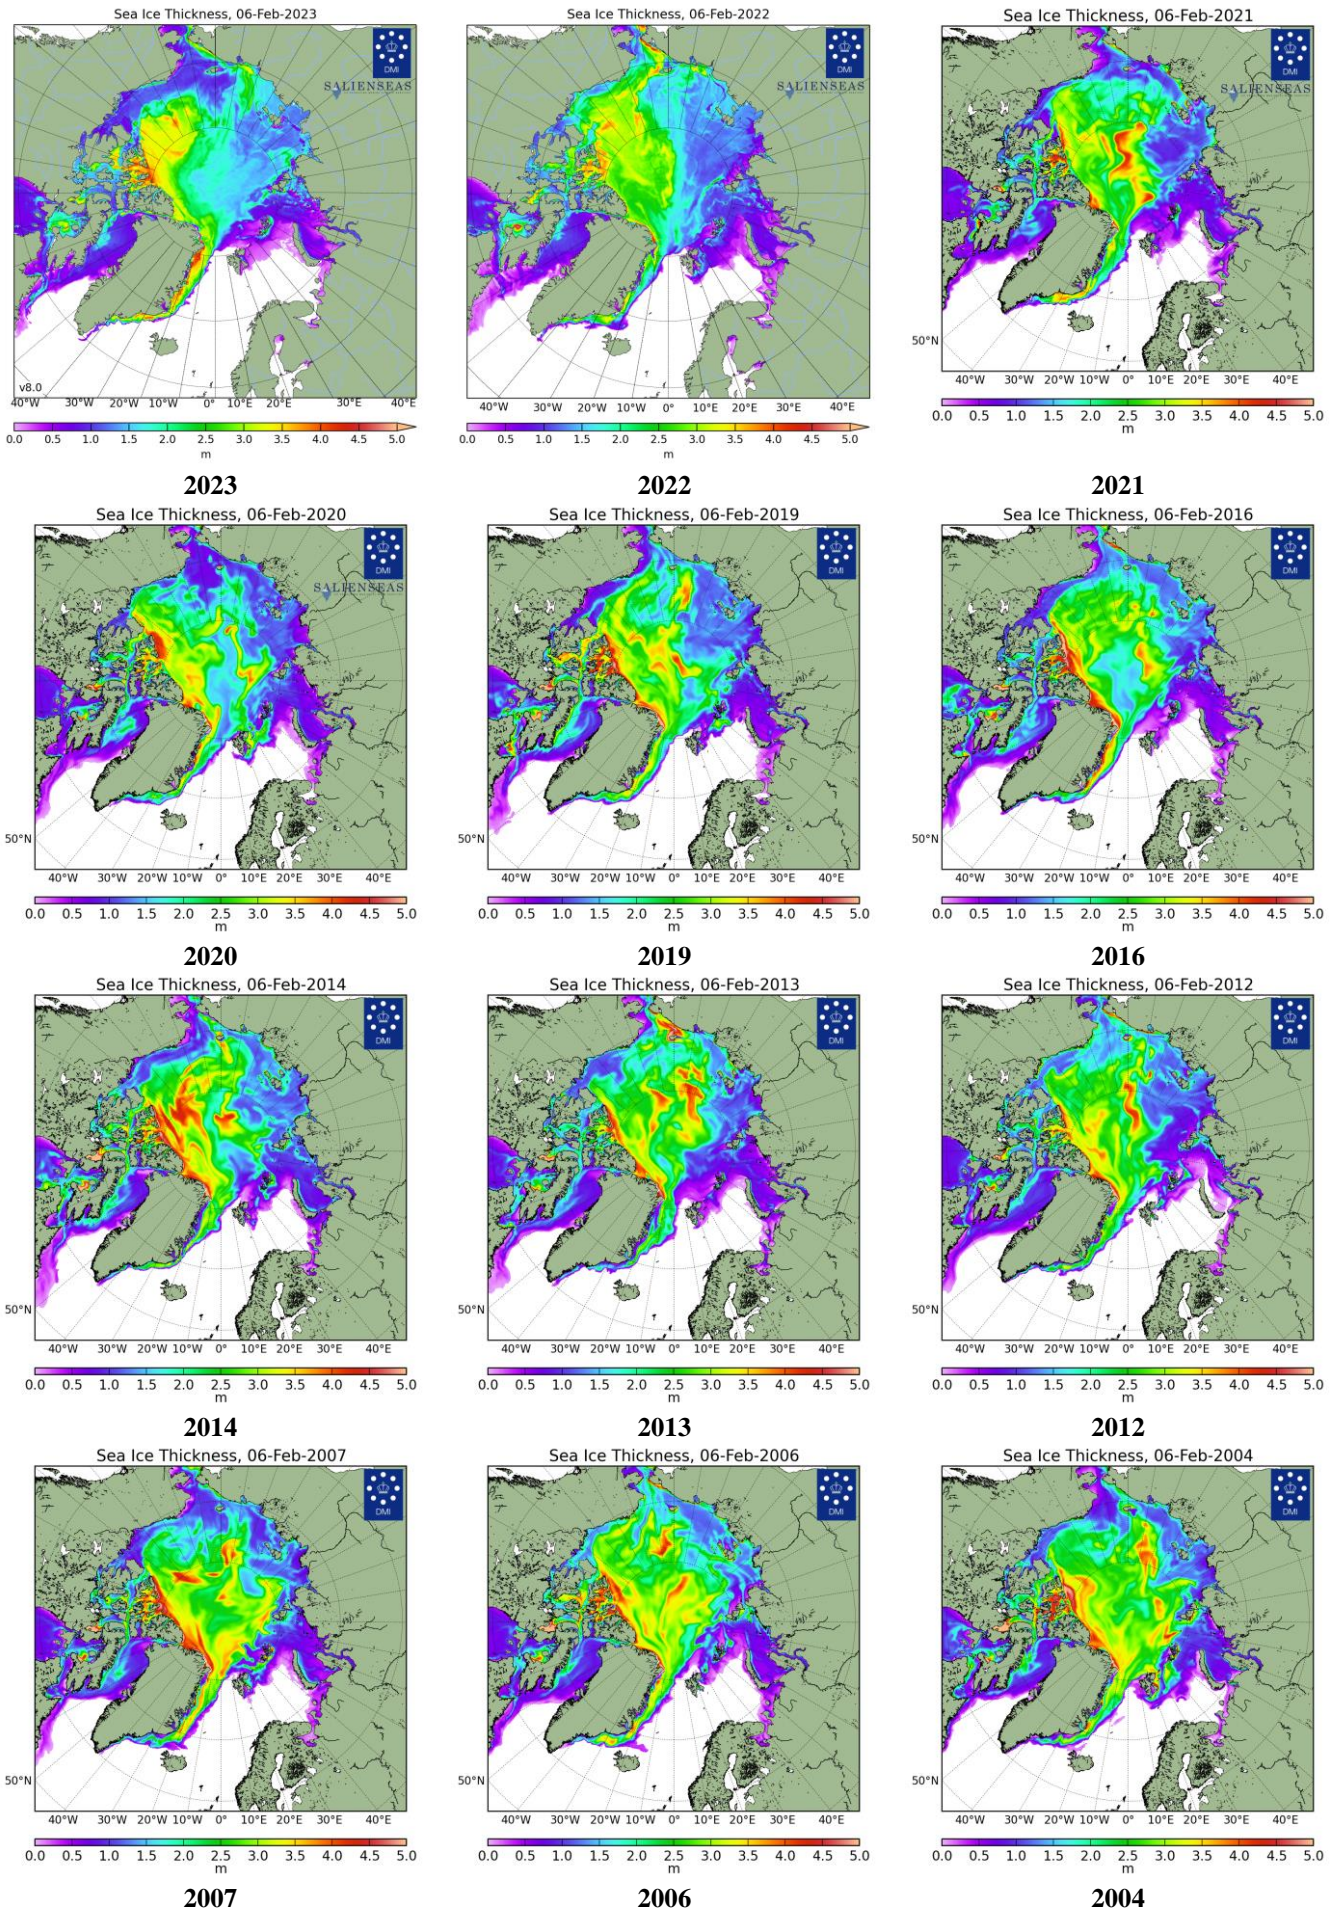 Sea Ice Thickness, 06-Feb-2023
DMI
SALIENSEAS
v8.0
40°W 30°W 20°W 10°W 0° 10°E 20°E 30°E 40°E
0.0 0.5 1.0 1.5 2.0 2.5 3.0 3.5 4.0 4.5 5.0
m
2023
Sea Ice Thickness, 06-Feb-2022
DMI
SALIENSEAS
40°W 30°W 20°W 10°W 0° 10°E 20°E 30°E 40°E
0.0 0.5 1.0 1.5 2.0 2.5 3.0 3.5 4.0 4.5 5.0
m
2022
Sea Ice Thickness, 06-Feb-2021
DMI
SALIENSEAS
50°N
40°W 30°W 20°W 10°W 0° 10°E 20°E 30°E 40°E
0.0 0.5 1.0 1.5 2.0 2.5 3.0 3.5 4.0 4.5 5.0
m
2021
Sea Ice Thickness, 06-Feb-2020
DMI
SALIENSEAS
50°N
40°W 30°W 20°W 10°W 0° 10°E 20°E 30°E 40°E
0.0 0.5 1.0 1.5 2.0 2.5 3.0 3.5 4.0 4.5 5.0
m
2020
Sea Ice Thickness, 06-Feb-2019
DMI
50°N
40°W 30°W 20°W 10°W 0° 10°E 20°E 30°E 40°E
0.0 0.5 1.0 1.5 2.0 2.5 3.0 3.5 4.0 4.5 5.0
m
2019
Sea Ice Thickness, 06-Feb-2016
DMI
50°N
40°W 30°W 20°W 10°W 0° 10°E 20°E 30°E 40°E
0.0 0.5 1.0 1.5 2.0 2.5 3.0 3.5 4.0 4.5 5.0
m
2016
Sea Ice Thickness, 06-Feb-2014
DMI
50°N
40°W 30°W 20°W 10°W 0° 10°E 20°E 30°E 40°E
0.0 0.5 1.0 1.5 2.0 2.5 3.0 3.5 4.0 4.5 5.0
m
2014
Sea Ice Thickness, 06-Feb-2013
DMI
50°N
40°W 30°W 20°W 10°W 0° 10°E 20°E 30°E 40°E
0.0 0.5 1.0 1.5 2.0 2.5 3.0 3.5 4.0 4.5 5.0
m
2013
Sea Ice Thickness, 06-Feb-2012
DMI
50°N
40°W 30°W 20°W 10°W 0° 10°E 20°E 30°E 40°E
0.0 0.5 1.0 1.5 2.0 2.5 3.0 3.5 4.0 4.5 5.0
m
2012
Sea Ice Thickness, 06-Feb-2007
DMI
50°N
40°W 30°W 20°W 10°W 0° 10°E 20°E 30°E 40°E
0.0 0.5 1.0 1.5 2.0 2.5 3.0 3.5 4.0 4.5 5.0
m
2007
Sea Ice Thickness, 06-Feb-2006
DMI
50°N
40°W 30°W 20°W 10°W 0° 10°E 20°E 30°E 40°E
0.0 0.5 1.0 1.5 2.0 2.5 3.0 3.5 4.0 4.5 5.0
m
2006
Sea Ice Thickness, 06-Feb-2004
DMI
50°N
40°W 30°W 20°W 10°W 0° 10°E 20°E 30°E 40°E
0.0 0.5 1.0 1.5 2.0 2.5 3.0 3.5 4.0 4.5 5.0
m
2004